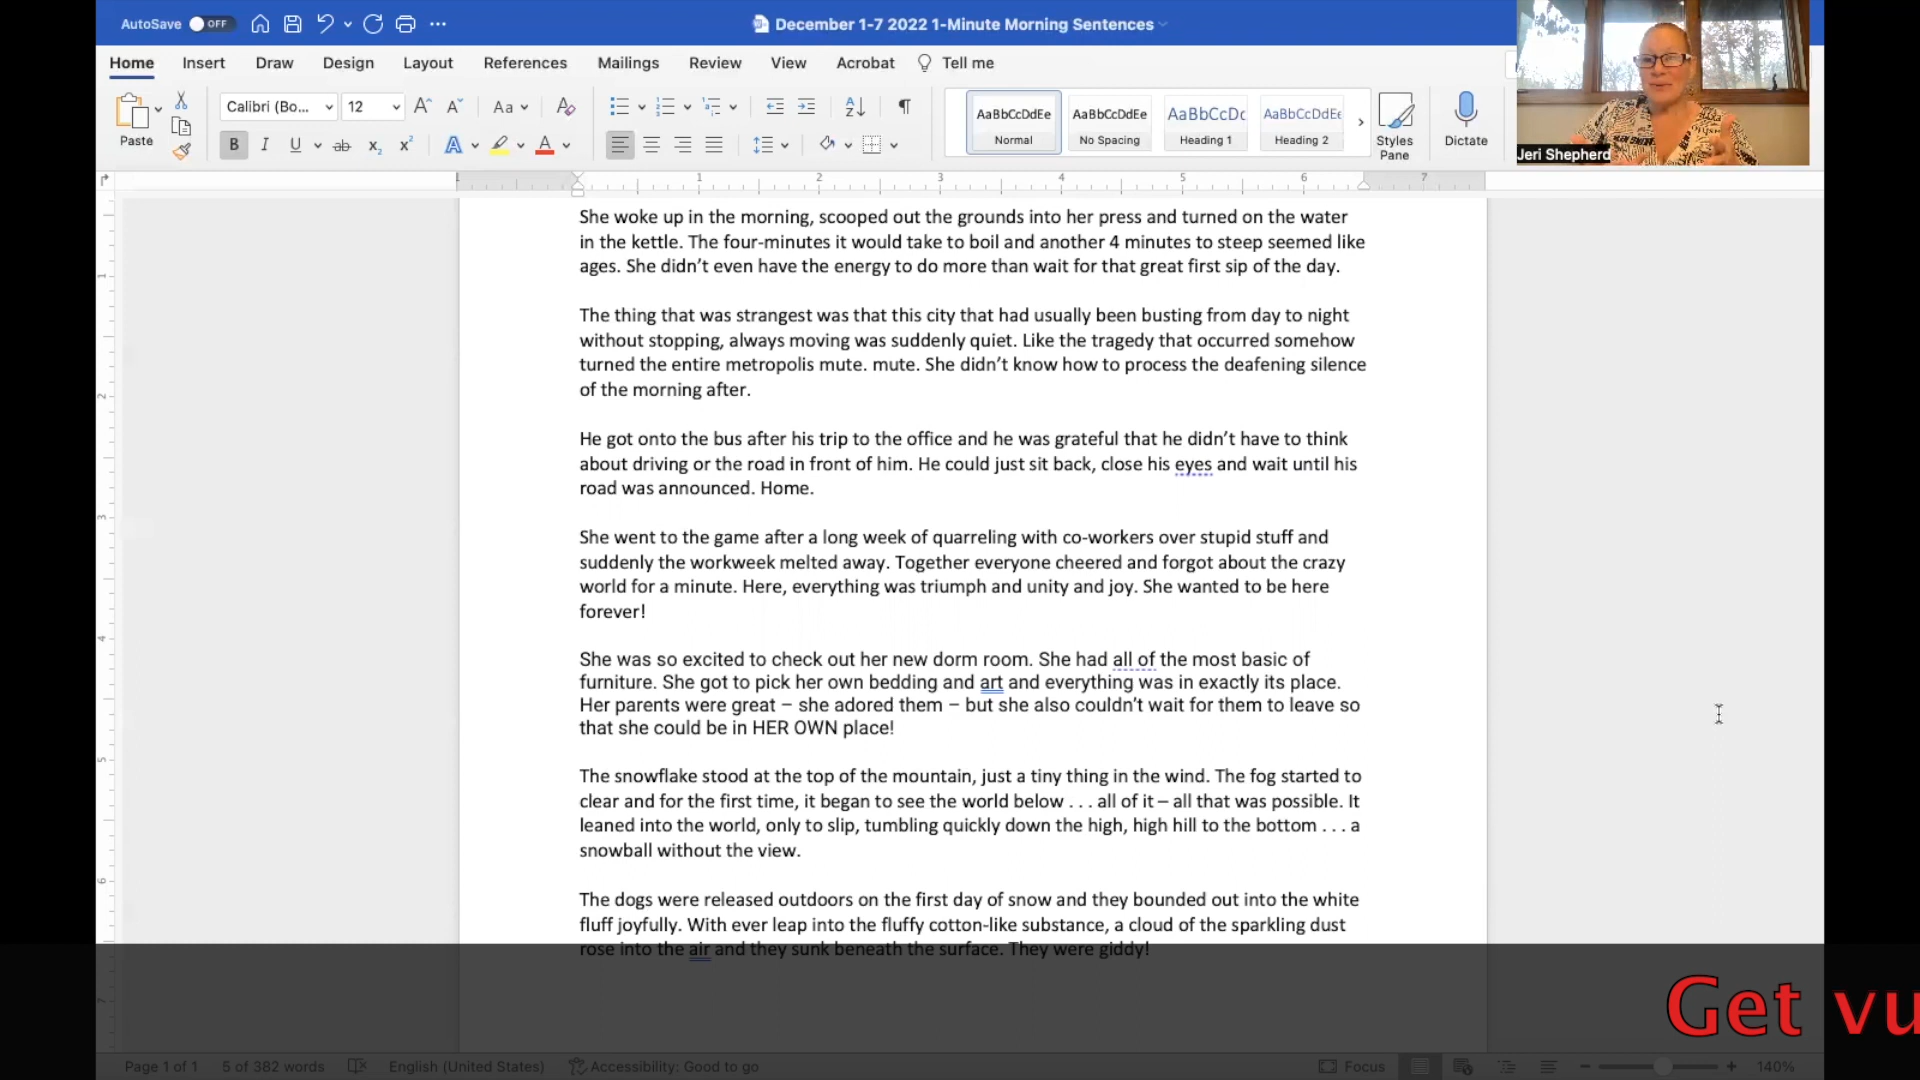 AutoSave OFF
December 1-7 2022 1-Minute Morning Sentences
Home Insert Draw Design Layout References Mailings Review View Acrobat Tell me
Paste
Calibri (Bo... 12
Styles Pane
Dictate
AaBbCcDdEe
Normal
AaBbCcDdEe
No Spacing
AaBbCcDc
Heading 1
AaBbCcDdEe
Heading 2
Jeri Shepherd
1 1 2 3 4 5 6 7
She woke up in the morning, scooped out the grounds into her press and turned on the water
in the kettle. The four-minutes it would take to boil and another 4 minutes to steep seemed like
ages. She didn’t even have the energy to do more than wait for that great first sip of the day.
The thing that was strangest was that this city that had usually been busting from day to night
without stopping, always moving was suddenly quiet. Like the tragedy that occurred somehow
turned the entire metropolis mute. mute. She didn’t know how to process the deafening silence
of the morning after.
He got onto the bus after his trip to the office and he was grateful that he didn’t have to think
about driving or the road in front of him. He could just sit back, close his eyes and wait until his
road was announced. Home.
She went to the game after a long week of quarreling with co-workers over stupid stuff and
suddenly the workweek melted away. Together everyone cheered and forgot about the crazy
world for a minute. Here, everything was triumph and unity and joy. She wanted to be here
forever!
She was so excited to check out her new dorm room. She had all of the most basic of
furniture. She got to pick her own bedding and art and everything was in exactly its place.
Her parents were great – she adored them – but she also couldn’t wait for them to leave so
that she could be in HER OWN place!
The snowflake stood at the top of the mountain, just a tiny thing in the wind. The fog started to
clear and for the first time, it began to see the world below . . . all of it – all that was possible. It
leaned into the world, only to slip, tumbling quickly down the high, high hill to the bottom . . . a
snowball without the view.
The dogs were released outdoors on the first day of snow and they bounded out into the white
fluff joyfully. With ever leap into the fluffy cotton-like substance, a cloud of the sparkling dust
rose into the air and they sunk beneath the surface. They were giddy!
Get vu
Page 1 of 1 5 of 382 words English (United States) Accessibility: Good to go Focus 140%